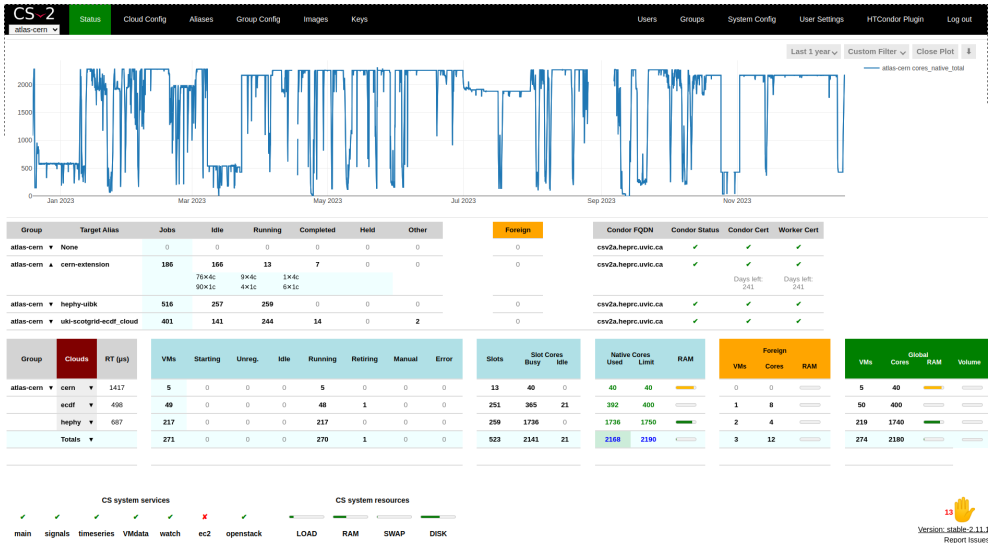 CS 2 Status Cloud Config Aliases Group Config Images Keys Users Groups System Config User Settings HTCondor Plugin Log out
atlas-cern
Last 1 year Custom Filter Close Plot ⬇
atlas-cern cores_native_total
2000
1500
1000
500
0
Jan 2023 Mar 2023 May 2023 Jul 2023 Sep 2023 Nov 2023
Group Target Alias Jobs Idle Running Completed Held Other Foreign Condor FQDN Condor Status Condor Cert Worker Cert
atlas-cern ▼ None 0 0 0 0 0 0 0 csv2a.heprc.uvic.ca ✔ ✔ ✔
atlas-cern ▲ cern-extension 186 166 13 7 0 0 0 csv2a.heprc.uvic.ca ✔ ✔ ✔
76×4c 9×4c 1×4c Days left: Days left:
90×1c 4×1c 6×1c 241 241
atlas-cern ▼ hephy-uibk 516 257 259 0 0 0 0 csv2a.heprc.uvic.ca ✔ ✔ ✔
atlas-cern ▼ uki-scotgrid-ecdf_cloud 401 141 244 14 0 2 0 csv2a.heprc.uvic.ca ✔ ✔ ✔
Group Clouds RT (µs) VMs Starting Unreg. Idle Running Retiring Manual Error Slots Slot Cores Busy Idle Native Cores Used Limit RAM Foreign VMs Cores RAM Global VMs Cores RAM Volume
atlas-cern ▼ cern ▼ 1417 5 0 0 0 5 0 0 0 13 40 0 40 40 0 0 5 40
ecdf ▼ 498 49 0 0 0 48 1 0 0 251 365 21 392 400 1 8 50 400
hephy ▼ 687 217 0 0 0 217 0 0 0 259 1736 0 1736 1750 2 4 219 1740
Totals ▼ 271 0 0 0 270 1 0 0 523 2141 21 2168 2190 3 12 274 2180
CS system services CS system resources
✔ ✔ ✔ ✔ ✔ ✘ ✔
13
main signals timeseries VMdata watch ec2 openstack LOAD RAM SWAP DISK
Version: stable-2.11.1
Report Issues